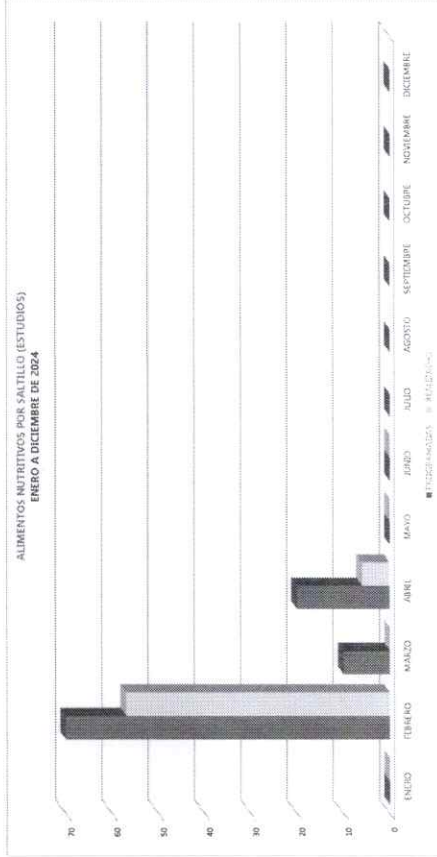 ALIMENTOS NUTRITIVOS POR SALTILLO (ESTUDIOS)
ENERO A DICIEMBRE DE 2024
70
60
50
40
30
20
10
0
ENERO FEBRERO MARZO ABRIL MAYO JUNIO JULIO AGOSTO SEPTIEMBRE OCTUBRE NOVIEMBRE DICIEMBRE
PROGRAMADAS